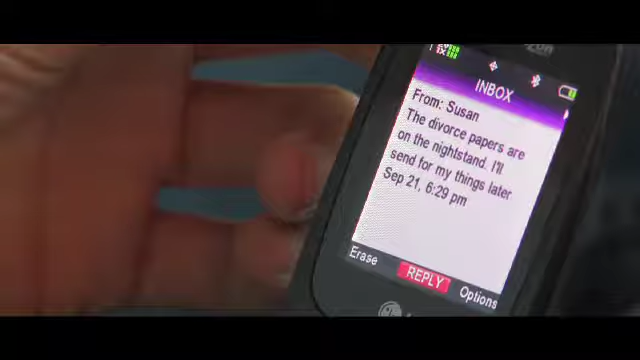 INBOX
From: Susan
The divorce papers are
on the nightstand. I'll
send for my things later
Sep 21, 6:29 pm
Erase
REPLY
Options